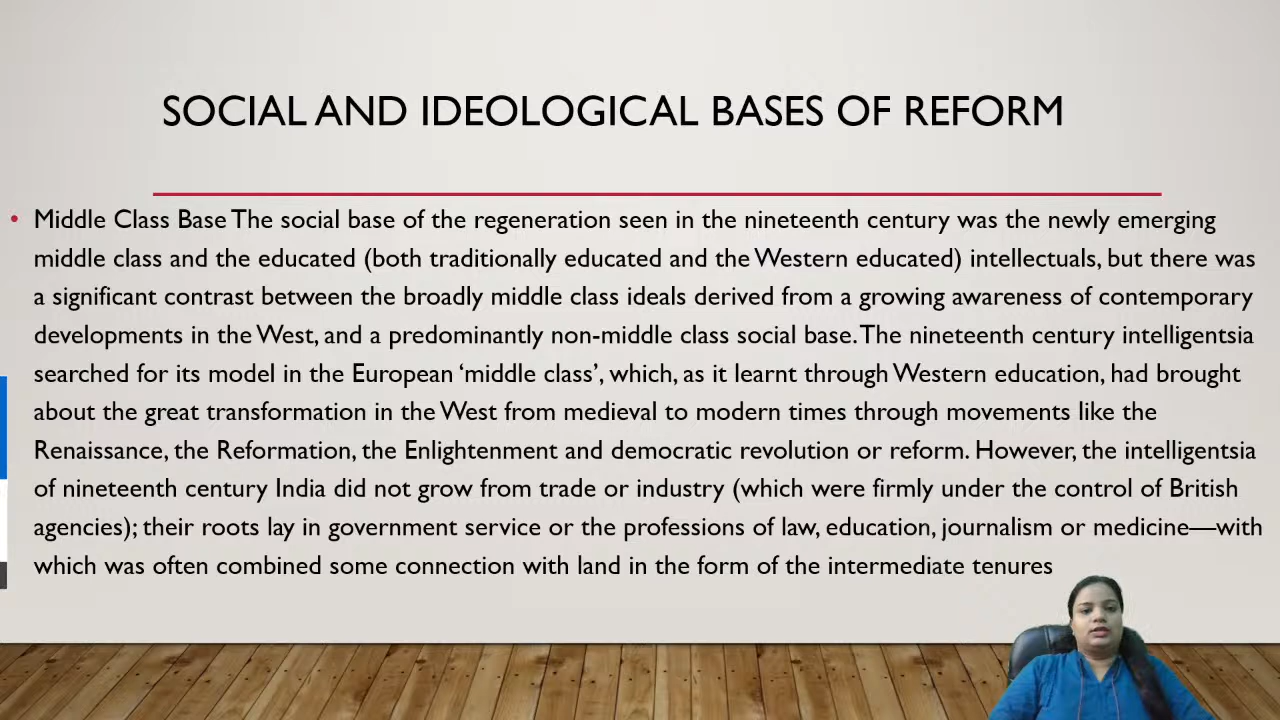 SOCIAL AND IDEOLOGICAL BASES OF REFORM
• Middle Class Base The social base of the regeneration seen in the nineteenth century was the newly emerging
middle class and the educated (both traditionally educated and the Western educated) intellectuals, but there was
a significant contrast between the broadly middle class ideals derived from a growing awareness of contemporary
developments in the West, and a predominantly non-middle class social base. The nineteenth century intelligentsia
searched for its model in the European ‘middle class’, which, as it learnt through Western education, had brought
about the great transformation in the West from medieval to modern times through movements like the
Renaissance, the Reformation, the Enlightenment and democratic revolution or reform. However, the intelligentsia
of nineteenth century India did not grow from trade or industry (which were firmly under the control of British
agencies); their roots lay in government service or the professions of law, education, journalism or medicine—with
which was often combined some connection with land in the form of the intermediate tenures